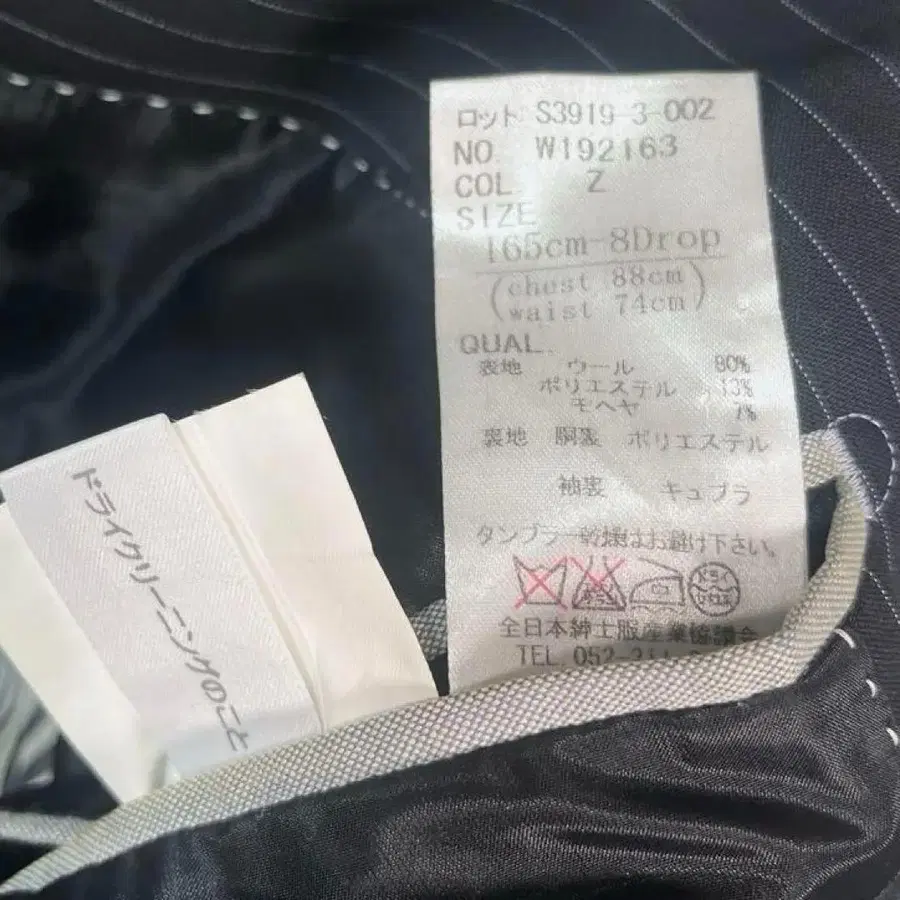 ロット S3919-3-002
NO. W192163
COL. Z
SIZE
165cm-8Drop
(chest 88cm
waist 74cm)
QUAL.
表地 ウール 80%
ポリエステル 13%
モヘヤ 7%
裏地 胴裏 ポリエステル
袖裏 キュプラ
タンブラー乾燥はお避け下さい。
全日本紳士服産業協議会
TEL. 052-311-
ドライクリーニングのこと